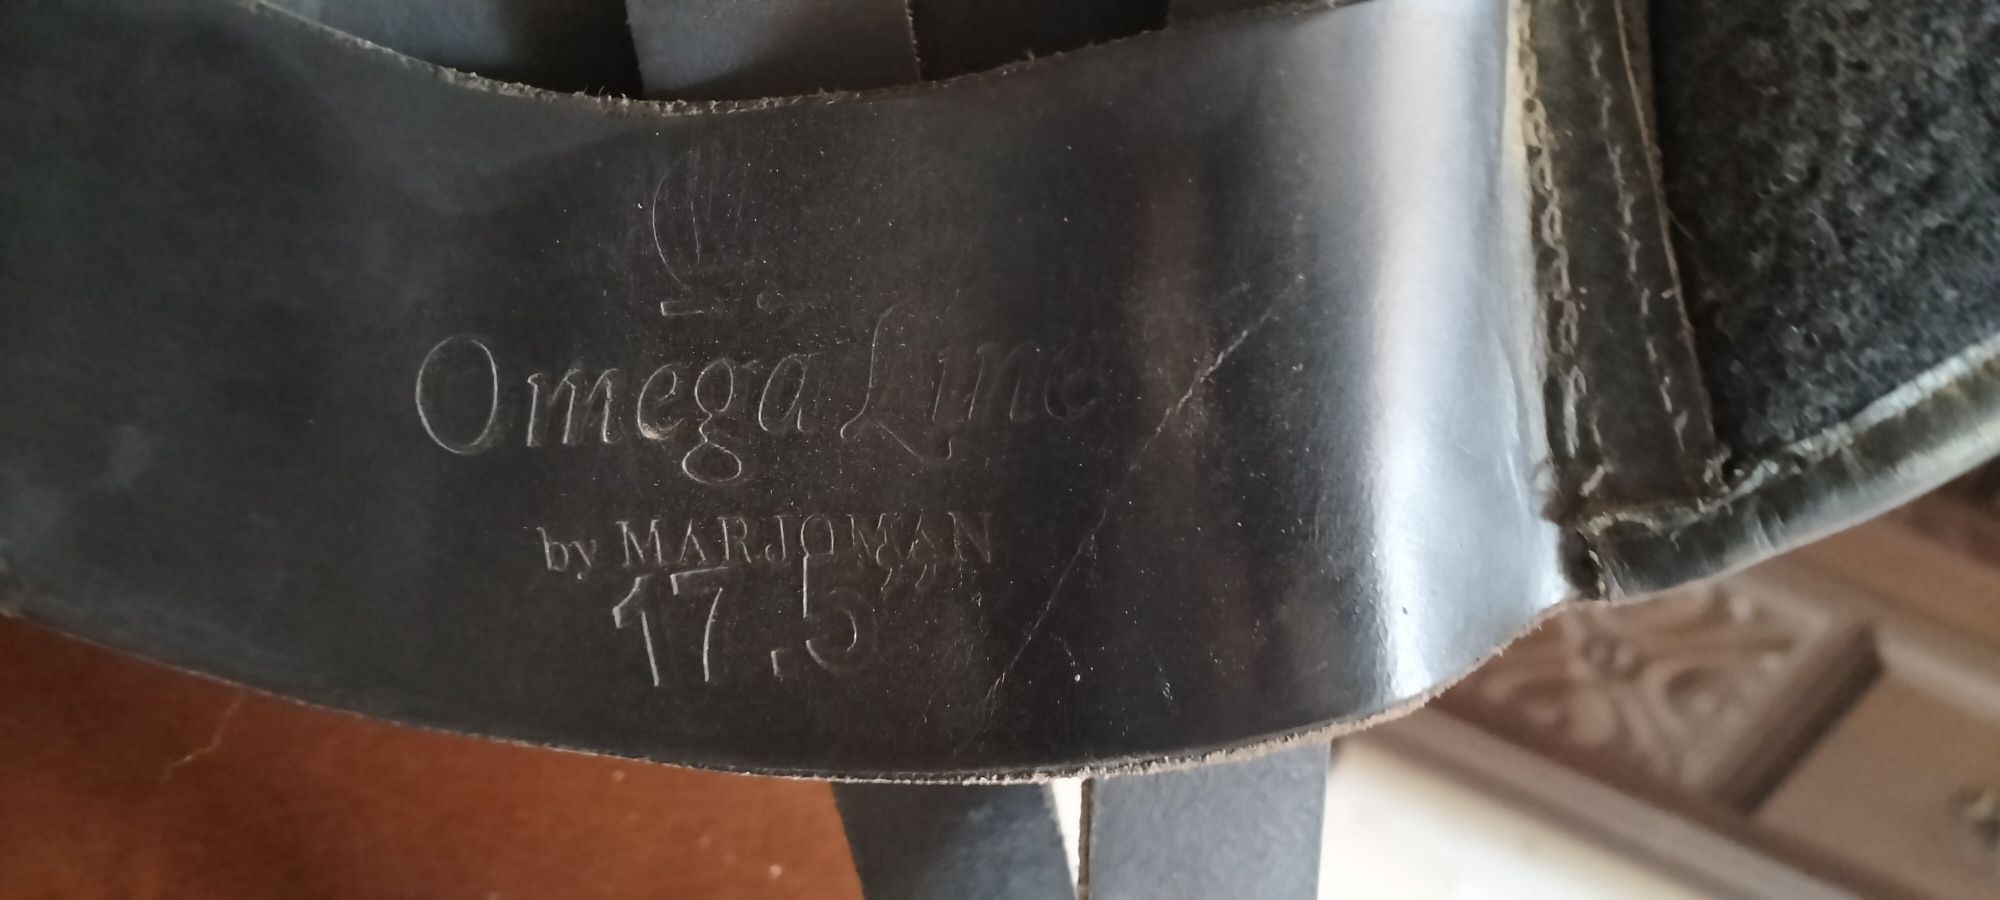 Omega Line
by MARJOMAN
17.5”